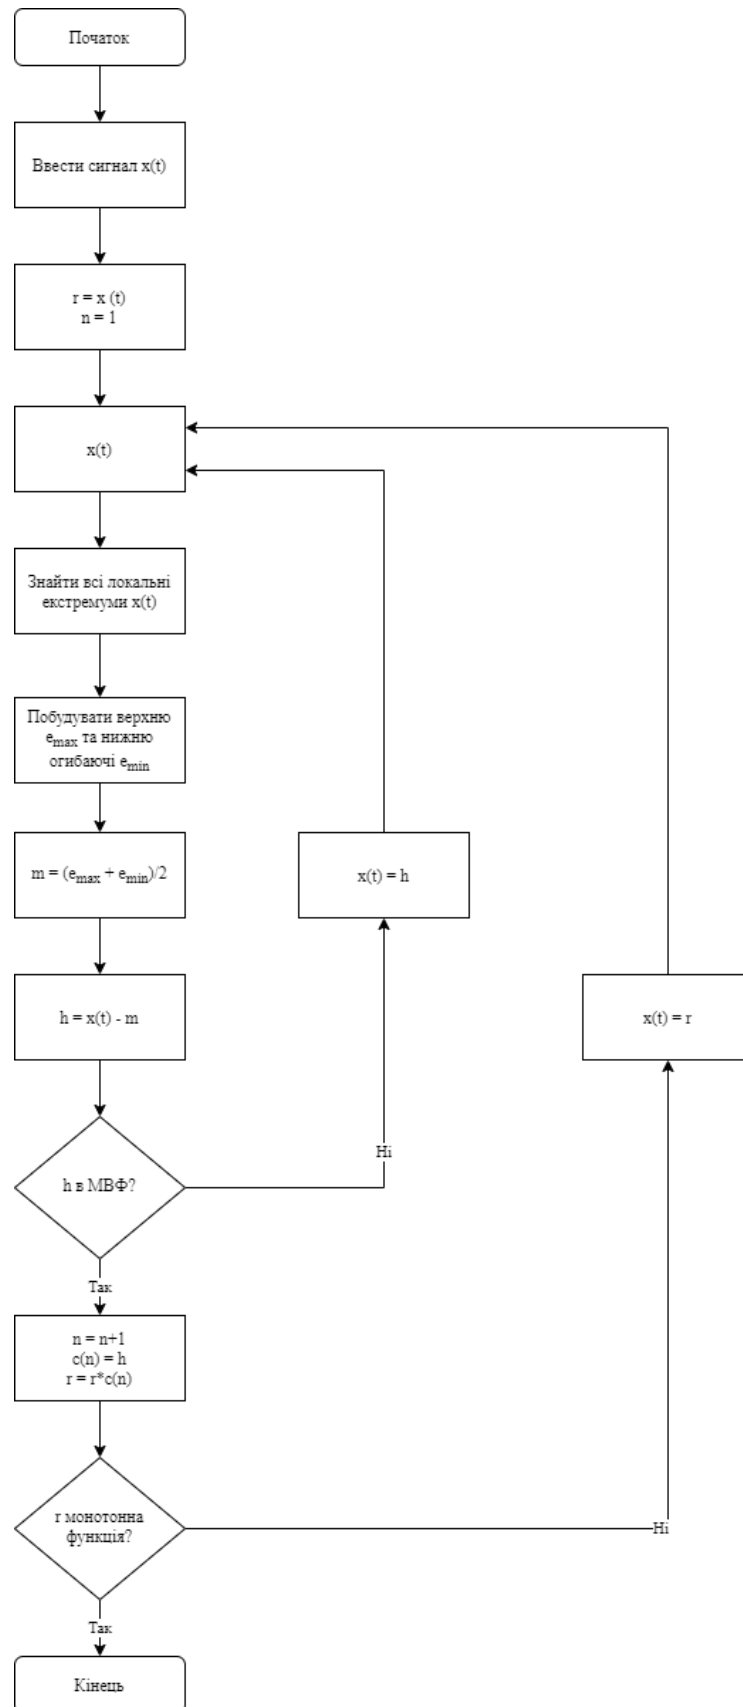 Початок
Ввести сигнал x(t)
r = x (t)
n = 1
x(t)
Знайти всі локальні
екстремуми x(t)
Побудувати верхню
emax та нижню
огибаючі emin
m = (emax + emin)/2
x(t) = h
h = x(t) - m
x(t) = r
Ні
h в МВФ?
Так
n = n+1
c(n) = h
r = r*c(n)
r монотонна
функція?
Ні
Так
Кінець